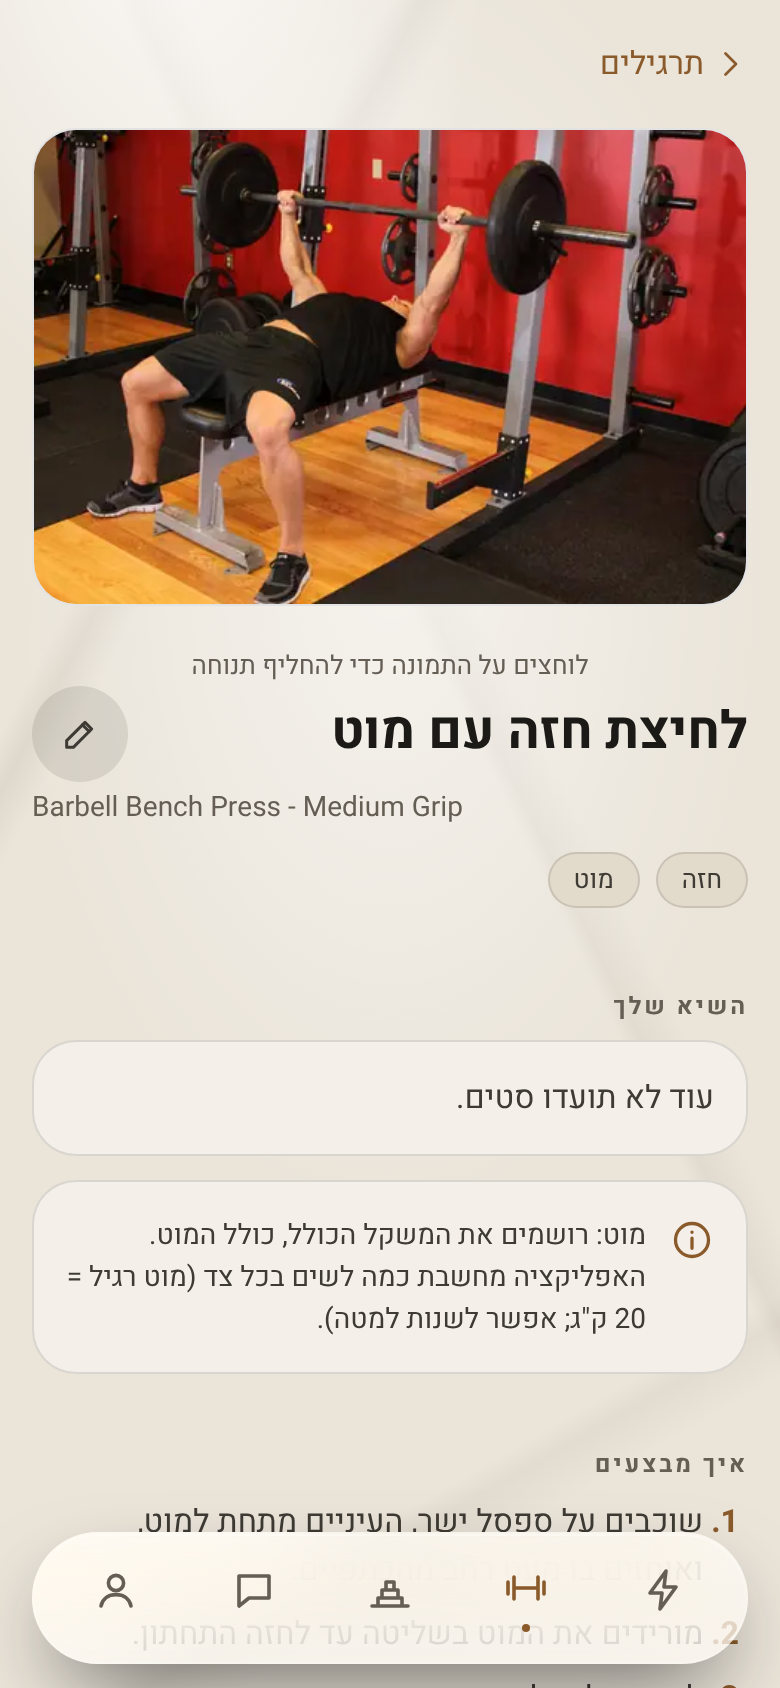 תרגילים
לוחצים על התמונה כדי להחליף תנוחה
לחיצת חזה עם מוט
Barbell Bench Press - Medium Grip
חזה
מוט
השיא שלך
עוד לא תועדו סטים.
מוט: רושמים את המשקל הכולל, כולל המוט.
האפליקציה מחשבת כמה לשים בכל צד (מוט רגיל =
20 ק"ג; אפשר לשנות למטה).
איך מבצעים
1. שוכבים על ספסל ישר, העיניים מתחת למוט,
2. מורידים את המוט בשליטה עד לחזה התחתון.